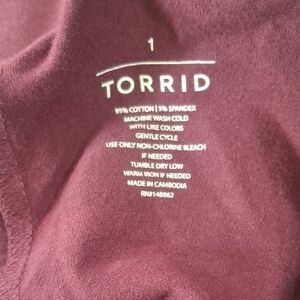 1
TORRID
95% COTTON | 5% SPANDEX
MACHINE WASH COLD
WITH LIKE COLORS
GENTLE CYCLE
USE ONLY NON-CHLORINE BLEACH
IF NEEDED
TUMBLE DRY LOW
WARM IRON IF NEEDED
MADE IN CAMBODIA
RN#148862